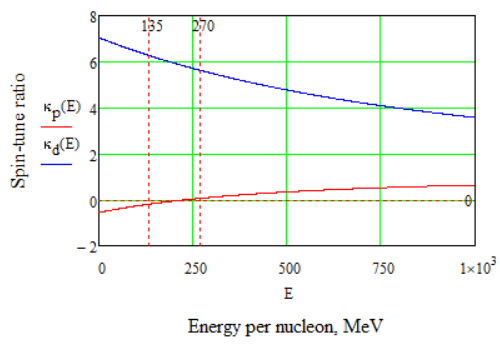 8
135
270
6
κp(E)
4
κd(E)
2
0
0
−2
0
250
500
750
1×10³
E
Spin-tune ratio
Energy per nucleon, MeV